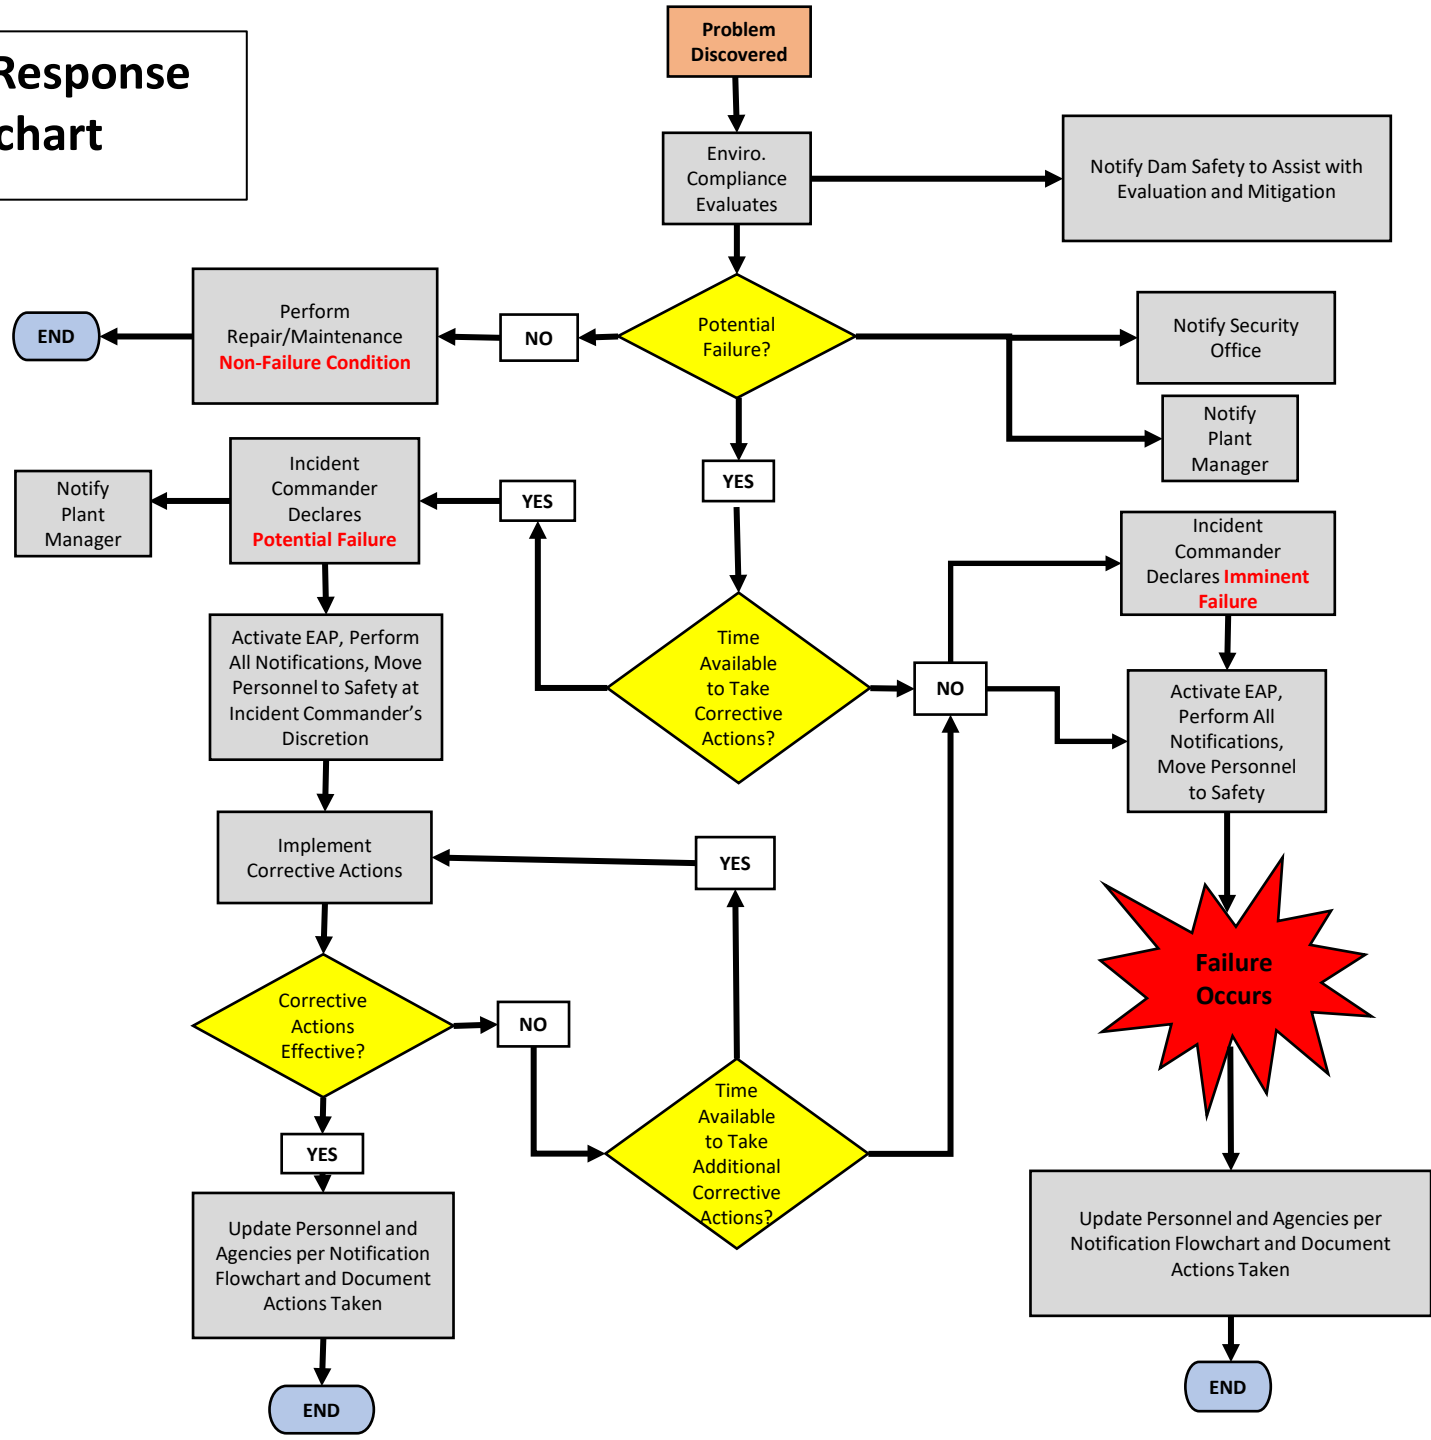 Response
chart
Problem
Discovered
Enviro.
Compliance
Evaluates
Notify Dam Safety to Assist with
Evaluation and Mitigation
Potential
Failure?
NO
Perform
Repair/Maintenance
Non-Failure Condition
END
Notify Security
Office
Notify
Plant
Manager
YES
Incident
Commander
Declares
Potential Failure
YES
Notify
Plant
Manager
Incident
Commander
Declares Imminent
Failure
Time
Available
to Take
Corrective
Actions?
NO
Activate EAP, Perform
All Notifications, Move
Personnel to Safety at
Incident Commander’s
Discretion
Activate EAP,
Perform All
Notifications,
Move Personnel
to Safety
Implement
Corrective Actions
YES
Failure
Occurs
Corrective
Actions
Effective?
NO
Time
Available
to Take
Additional
Corrective
Actions?
YES
Update Personnel and
Agencies per Notification
Flowchart and Document
Actions Taken
Update Personnel and Agencies per
Notification Flowchart and Document
Actions Taken
END
END